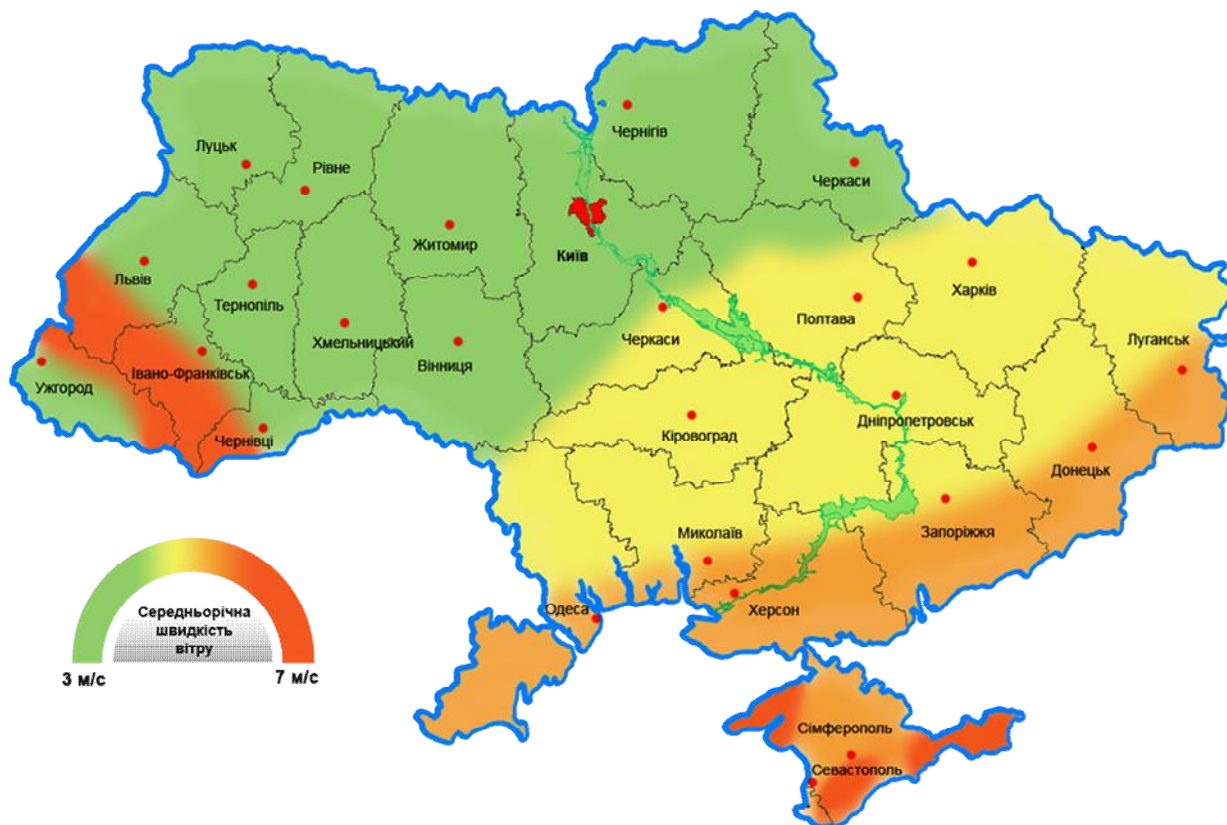 Чернігів
Луцьк
Рівне
Черкаси
Житомир
Київ
Львів
Тернопіль
Харків
Хмельницький
Вінниця
Черкаси
Полтава
Луганськ
Ужгород
Івано-Франківськ
Чернівці
Кіровоград
Дніпропетровськ
Донецьк
Миколаїв
Запоріжжя
Одеса
Херсон
Середньорічна
швидкість
вітру
3 м/с
7 м/с
Сімферополь
Севастополь